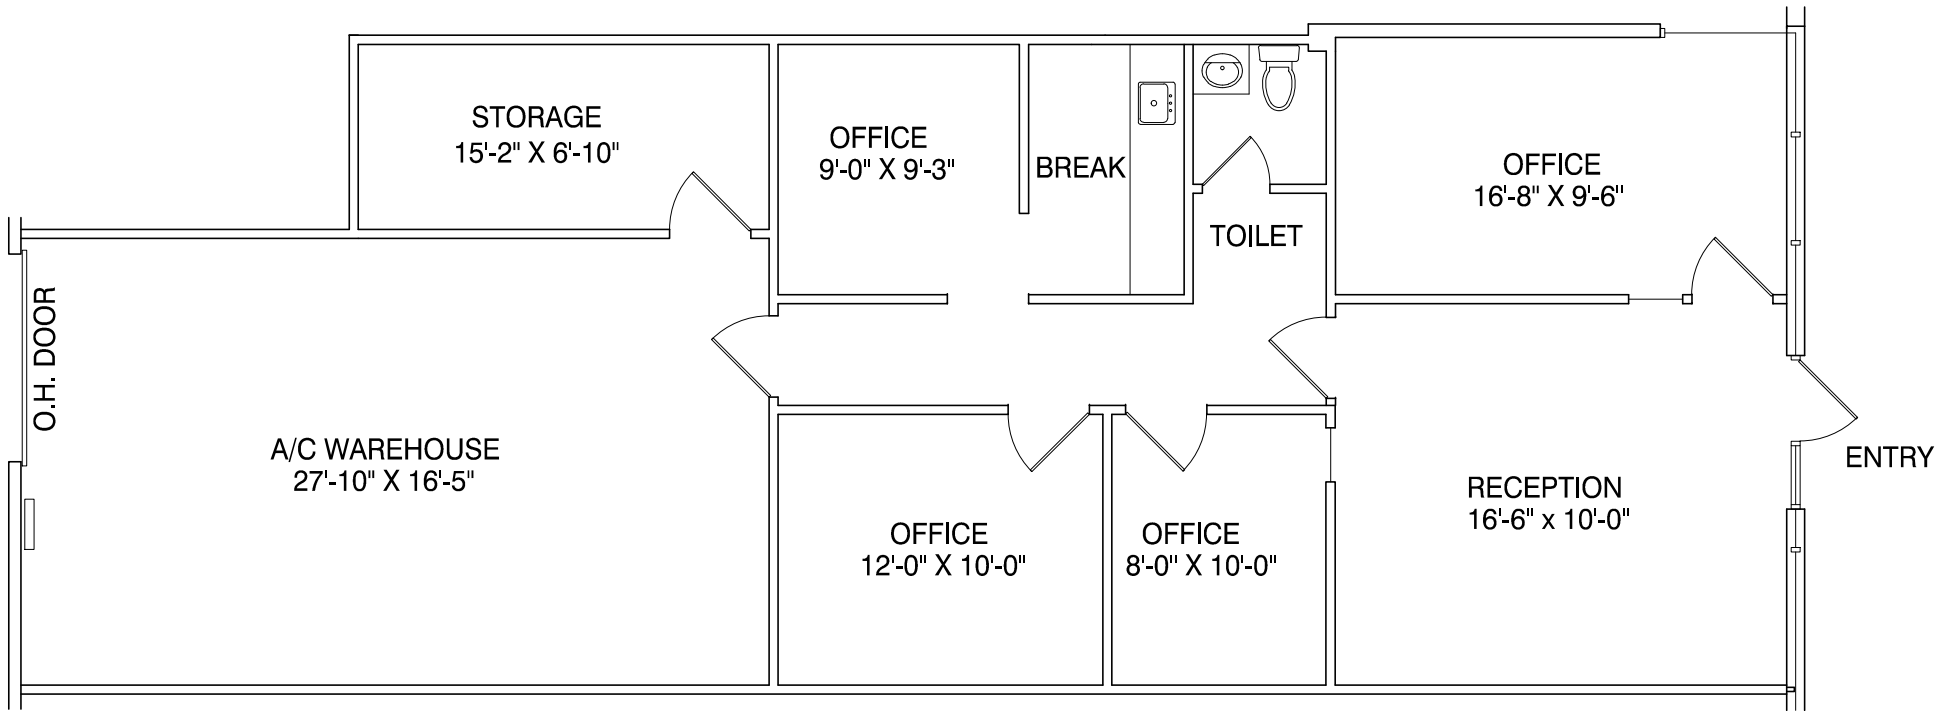 STORAGE
15'-2" X 6'-10"
OFFICE
9'-0" X 9'-3"
BREAK
TOILET
OFFICE
16'-8" X 9'-6"
O.H. DOOR
A/C WAREHOUSE
27'-10" X 16'-5"
OFFICE
12'-0" X 10'-0"
OFFICE
8'-0" X 10'-0"
RECEPTION
16'-6" x 10'-0"
ENTRY